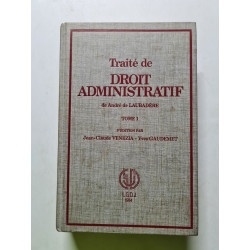 Traité de
DROIT
ADMINISTRATIF
de André de LAUBADÈRE
TOME 1
Jean-Claude VENEZIA - Yves GAUDEMET
LGDJ